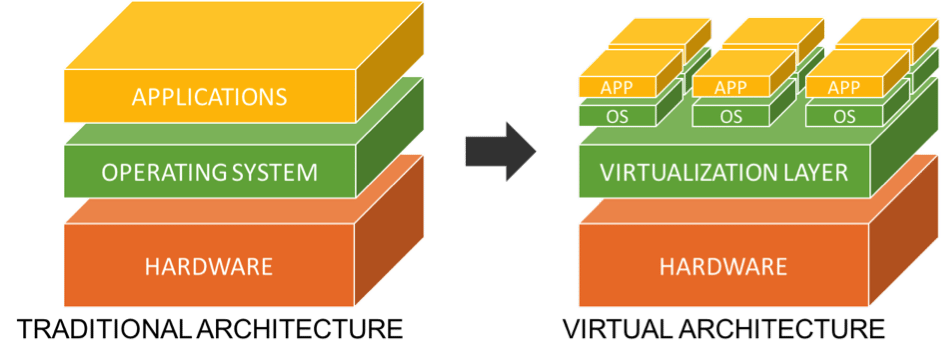 APPLICATIONS
OPERATING SYSTEM
HARDWARE
TRADITIONAL ARCHITECTURE
APP APP APP
OS OS OS
VIRTUALIZATION LAYER
HARDWARE
VIRTUAL ARCHITECTURE